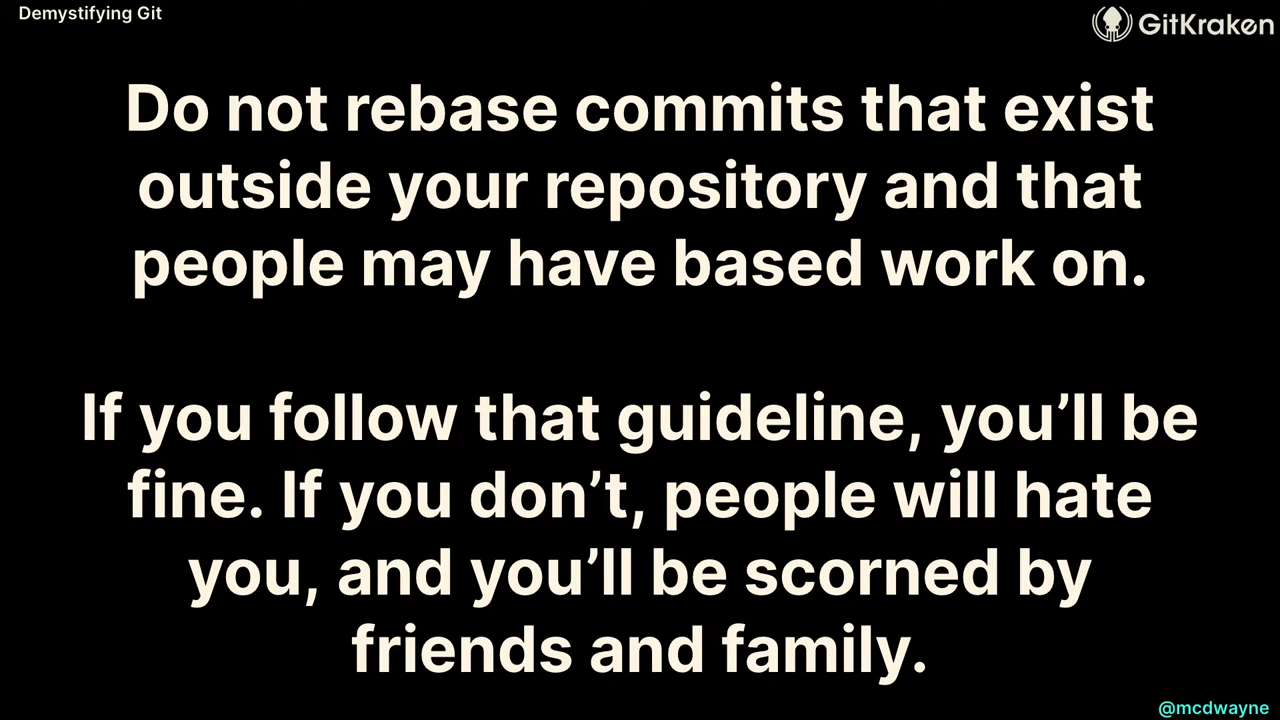 Demystifying Git
GitKraken
Do not rebase commits that exist
outside your repository and that
people may have based work on.
If you follow that guideline, you’ll be
fine. If you don’t, people will hate
you, and you’ll be scorned by
friends and family.
@mcdwayne